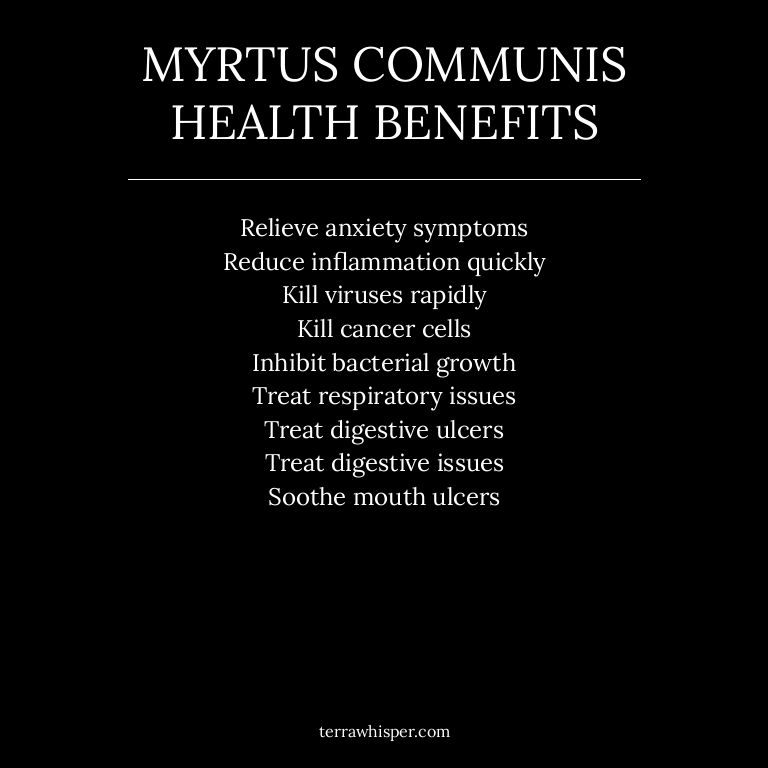 MYRTUS COMMUNIS
HEALTH BENEFITS
Relieve anxiety symptoms
Reduce inflammation quickly
Kill viruses rapidly
Kill cancer cells
Inhibit bacterial growth
Treat respiratory issues
Treat digestive ulcers
Treat digestive issues
Soothe mouth ulcers
terrawhisper.com